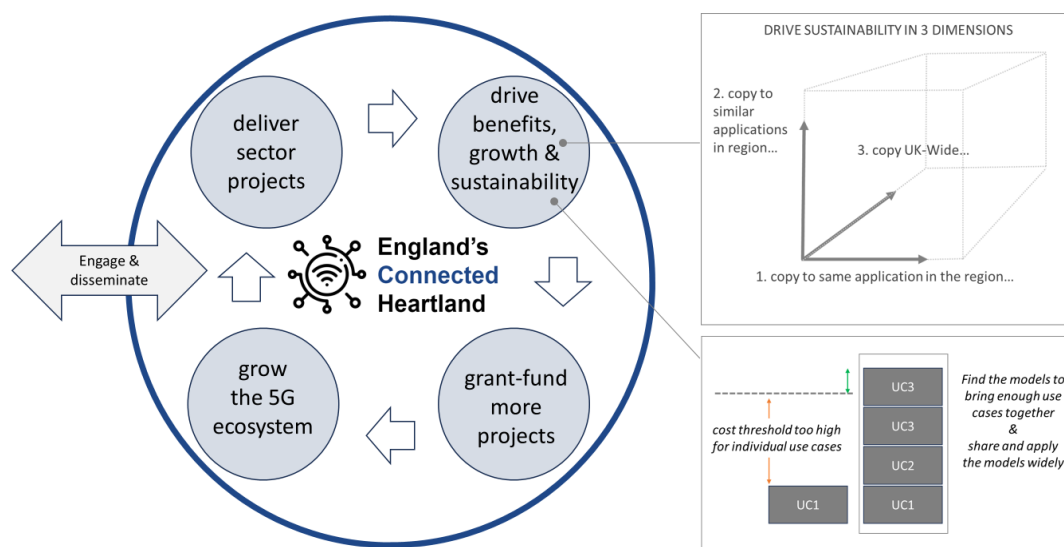 deliver
sector
projects
drive
benefits,
growth &
sustainability
Engage &
disseminate
England's
Connected
Heartland
grow
the 5G
ecosystem
grant-fund
more
projects
DRIVE SUSTAINABILITY IN 3 DIMENSIONS
2. copy to
similar
applications
in region…
3. copy UK-Wide…
1. copy to same application in the region…
cost threshold too high
for individual use cases
UC1
UC3
UC3
UC2
UC1
Find the models to
bring enough use
cases together
&
share and apply
the models widely